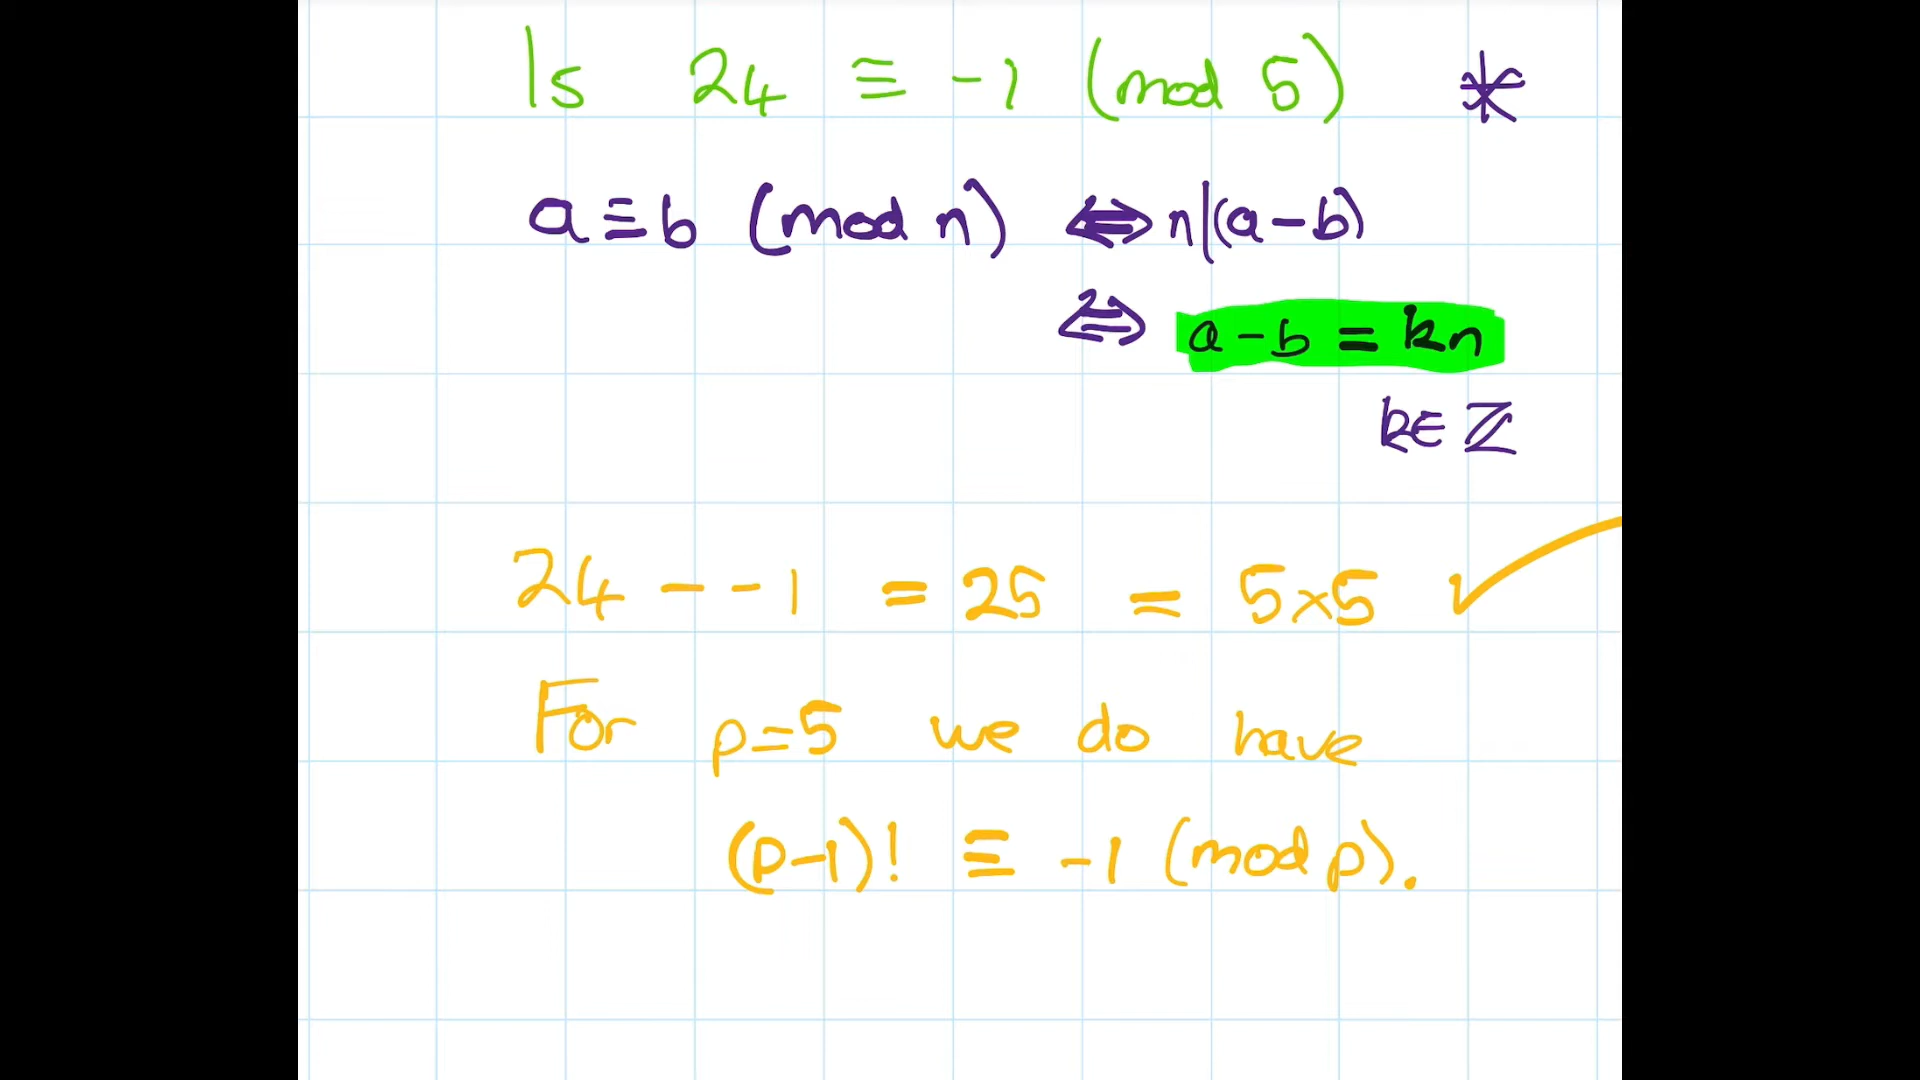 Is 24 ≡ -1 (mod 5) *
a ≡ b (mod n) ⇔ n|(a-b)
⇔ a-b = kn
k∈ℤ
24 - -1 = 25 = 5×5 ✓
For p=5 we do have
(p-1)! ≡ -1 (mod p).